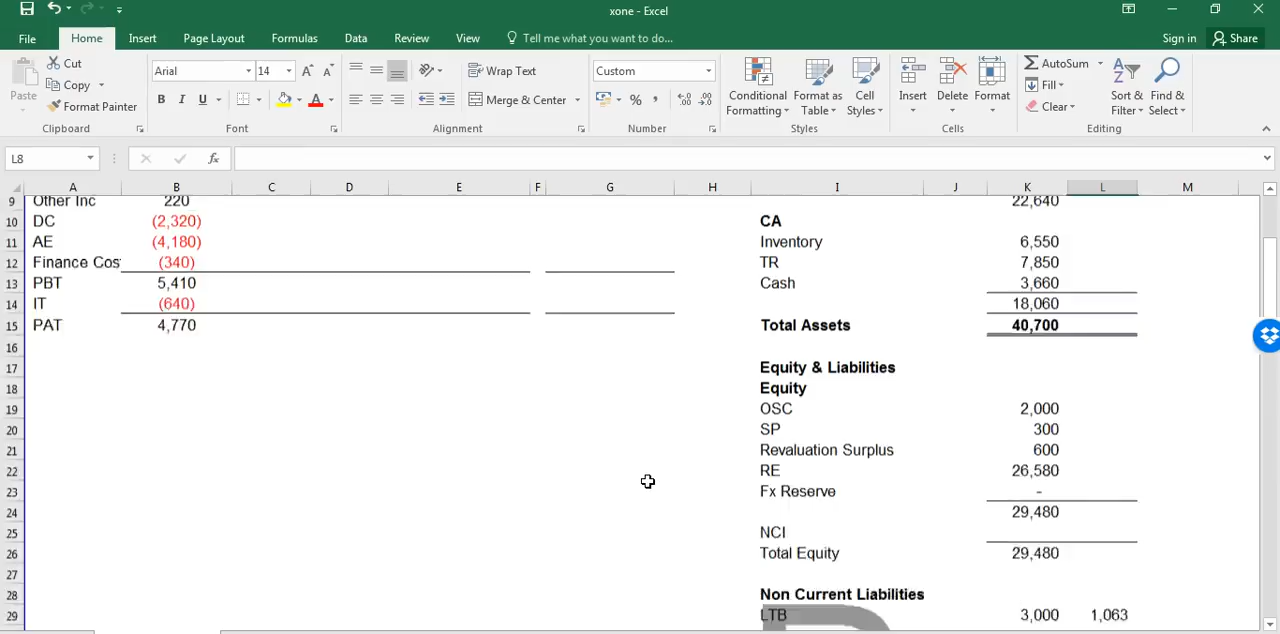 xone - Excel
File Home Insert Page Layout Formulas Data Review View Tell me what you want to do... Sign in Share
Paste Cut Copy Format Painter Clipboard
Arial 14 A A B I U A Font
Wrap Text Merge & Center Alignment
Custom % , .00 Number
Conditional Formatting Format as Table Cell Styles Styles
Insert Delete Format Cells
AutoSum Fill Clear Sort & Filter Find & Select Editing
L8 fx
A B C D E F G H I J K L M
9 Other Inc 220 22,640
10 DC (2,320) CA
11 AE (4,180) Inventory 6,550
12 Finance Cos (340) TR 7,850
13 PBT 5,410 Cash 3,660
14 IT (640) 18,060
15 PAT 4,770 Total Assets 40,700
16
17 Equity & Liabilities
18 Equity
19 OSC 2,000
20 SP 300
21 Revaluation Surplus 600
22 RE 26,580
23 Fx Reserve -
24 29,480
25 NCI
26 Total Equity 29,480
27
28 Non Current Liabilities
29 LTB 3,000 1,063